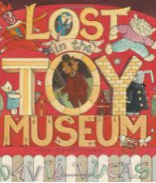 LOST
in the
TOY
MUSEUM
DAVID LUCAS